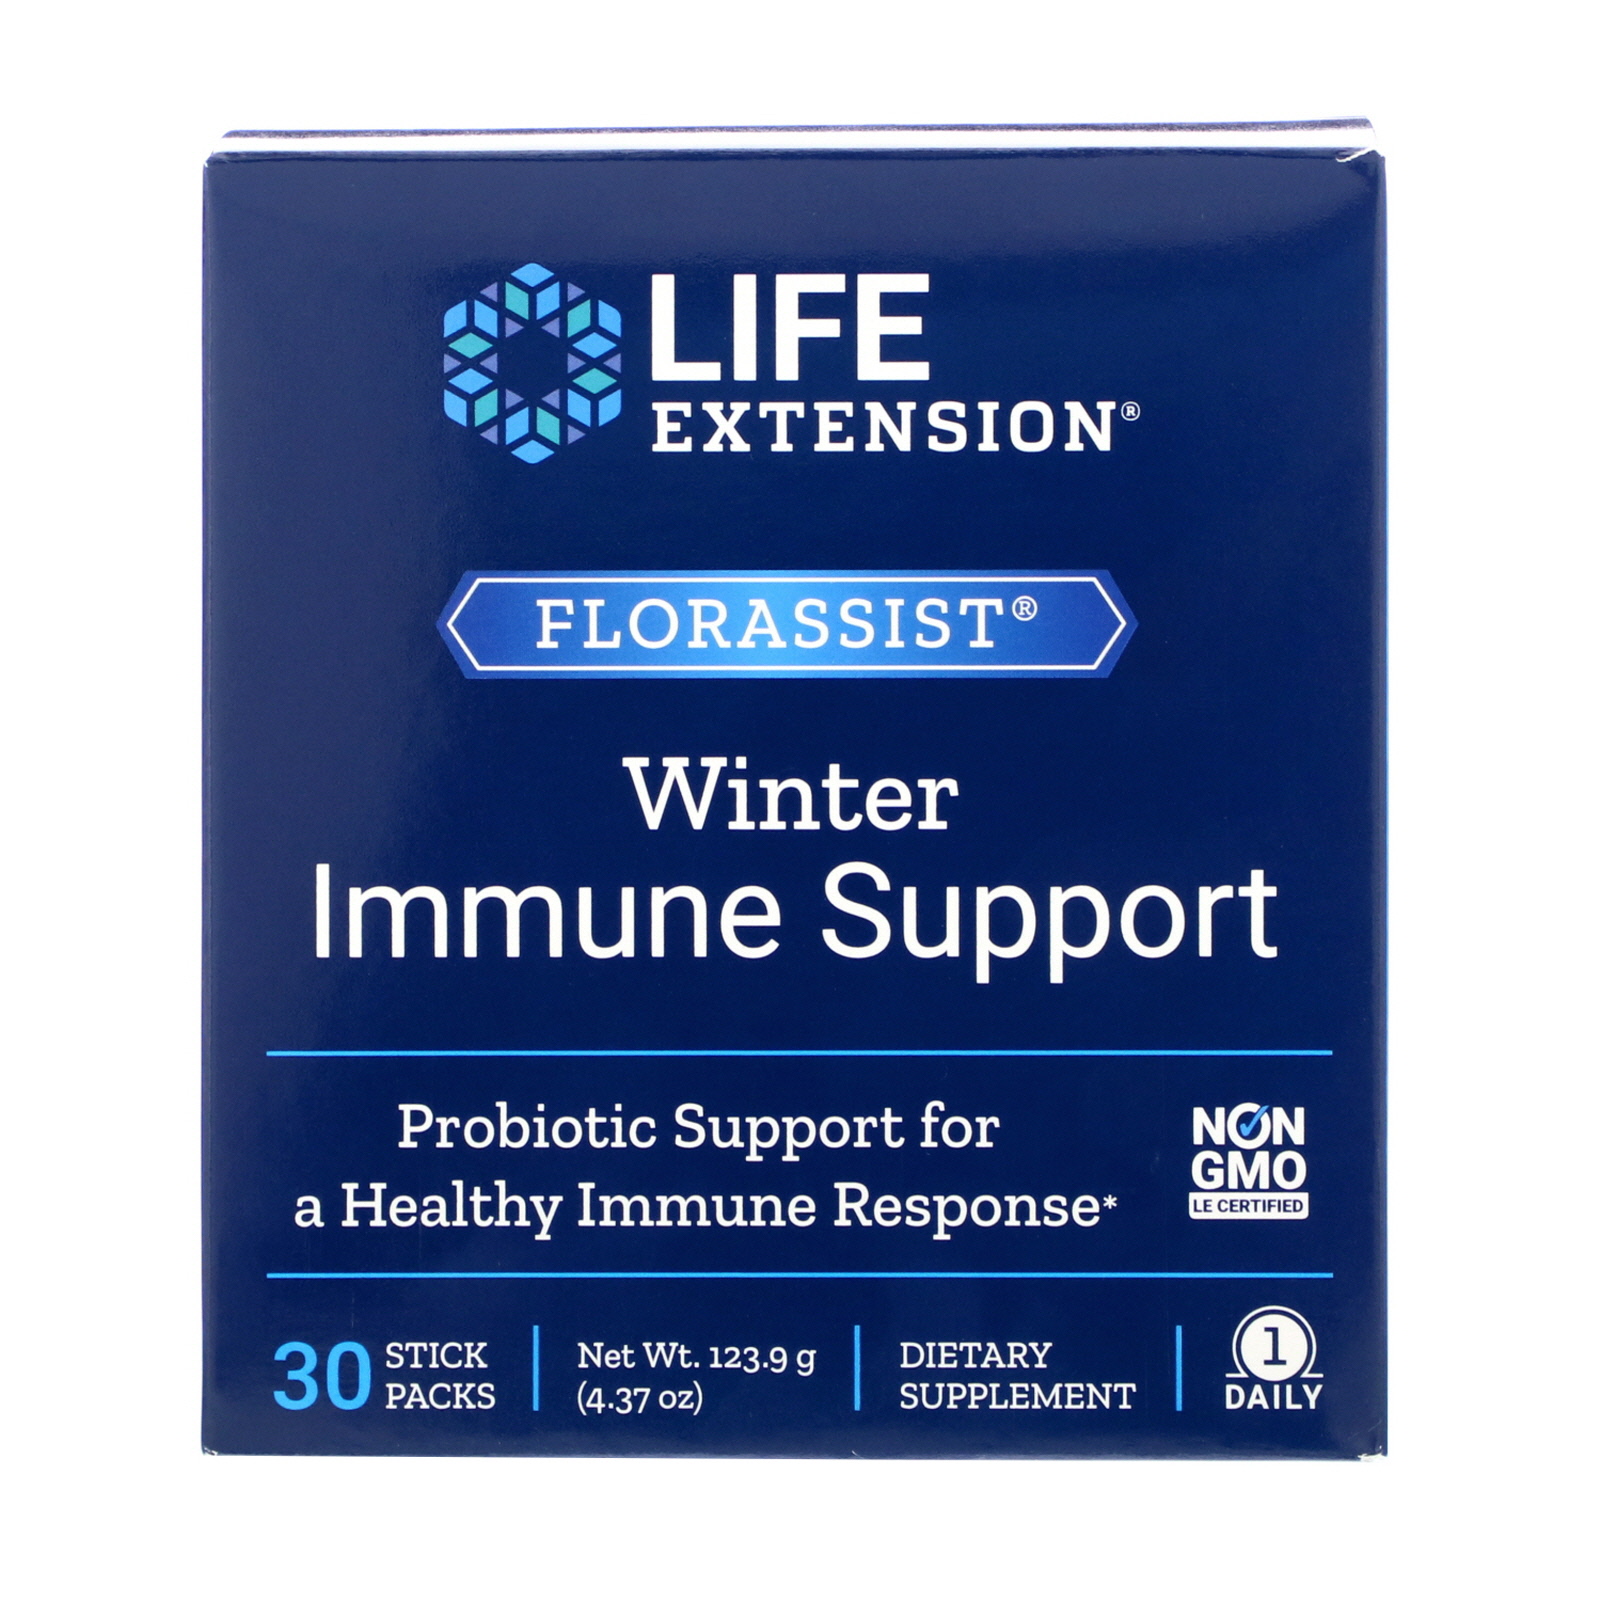 LIFE
EXTENSION®
FLORASSIST®
Winter
Immune Support
Probiotic Support for
a Healthy Immune Response*
NON
GMO
LE CERTIFIED
30 STICK
PACKS
Net Wt. 123.9 g
(4.37 oz)
DIETARY
SUPPLEMENT
1
DAILY